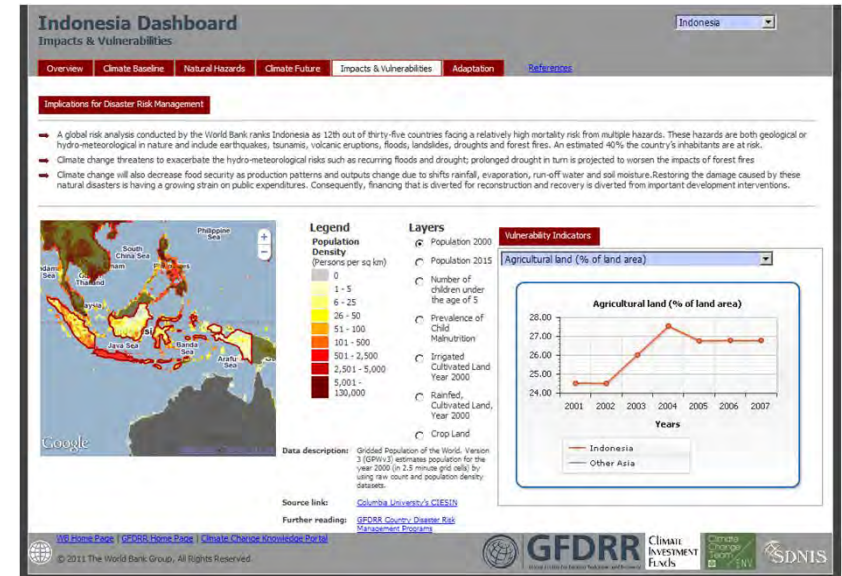 Indonesia Dashboard
Impacts & Vulnerabilities
Indonesia
Overview Climate Baseline Natural Hazards Climate Future Impacts & Vulnerabilities Adaptation References
Implications for Disaster Risk Management
A global risk analysis conducted by the World Bank ranks Indonesia as 12th out of thirty-five countries facing a relatively high mortality risk from multiple hazards. These hazards are both geological or
hydro-meteorological in nature and include earthquakes, tsunamis, volcanic eruptions, floods, landslides, droughts and forest fires. An estimated 40% the country's inhabitants are at risk.
Climate change threatens to exacerbate the hydro-meteorological risks such as recurring floods and drought; prolonged drought in turn is projected to worsen the impacts of forest fires
Climate change will also decrease food security as production patterns and outputs change due to shifts rainfall, evaporation, run-off water and soil moisture.Restoring the damage caused by these
natural disasters is having a growing strain on public expenditures. Consequently, financing that is diverted for reconstruction and recovery is diverted from important development interventions.
Philippine
Sea
South
China Sea
Thailand
Java Sea
Banda
Sea
Arafu
Sea
Google
+
-
Legend
Population
Density
(Persons per sq km)
0
1 - 5
6 - 25
26 - 50
51 - 100
101 - 500
501 - 2,500
2,501 - 5,000
5,001 -
130,000
Layers
Population 2000
Population 2015
Number of
children under
the age of 5
Prevalence of
Child
Malnutrition
Irrigated
Cultivated Land
Year 2000
Rainfed,
Cultivated Land,
Year 2000
Crop Land
Data description: Gridded Population of the World. Version
3 (GPWv3) estimates population for the
year 2000 (in 2.5 minute grid cells) by
using raw count and population density
datasets.
Source link: Columbia University's CIESIN
Further reading: GFDRR Country Disaster Risk
Management Programs
Vulnerability Indicators
Agricultural land (% of land area)
Agricultural land (% of land area)
28.00
27.00
26.00
25.00
24.00
2001 2002 2003 2004 2005 2006 2007
Years
Indonesia
Other Asia
WB Home Page | GFDRR Home Page | Climate Change Knowledge Portal
© 2011 The World Bank Group, All Rights Reserved.
GFDRR
CLIMATE
INVESTMENT
FUNDS
Climate
Change
Team
ENV
SDNIS